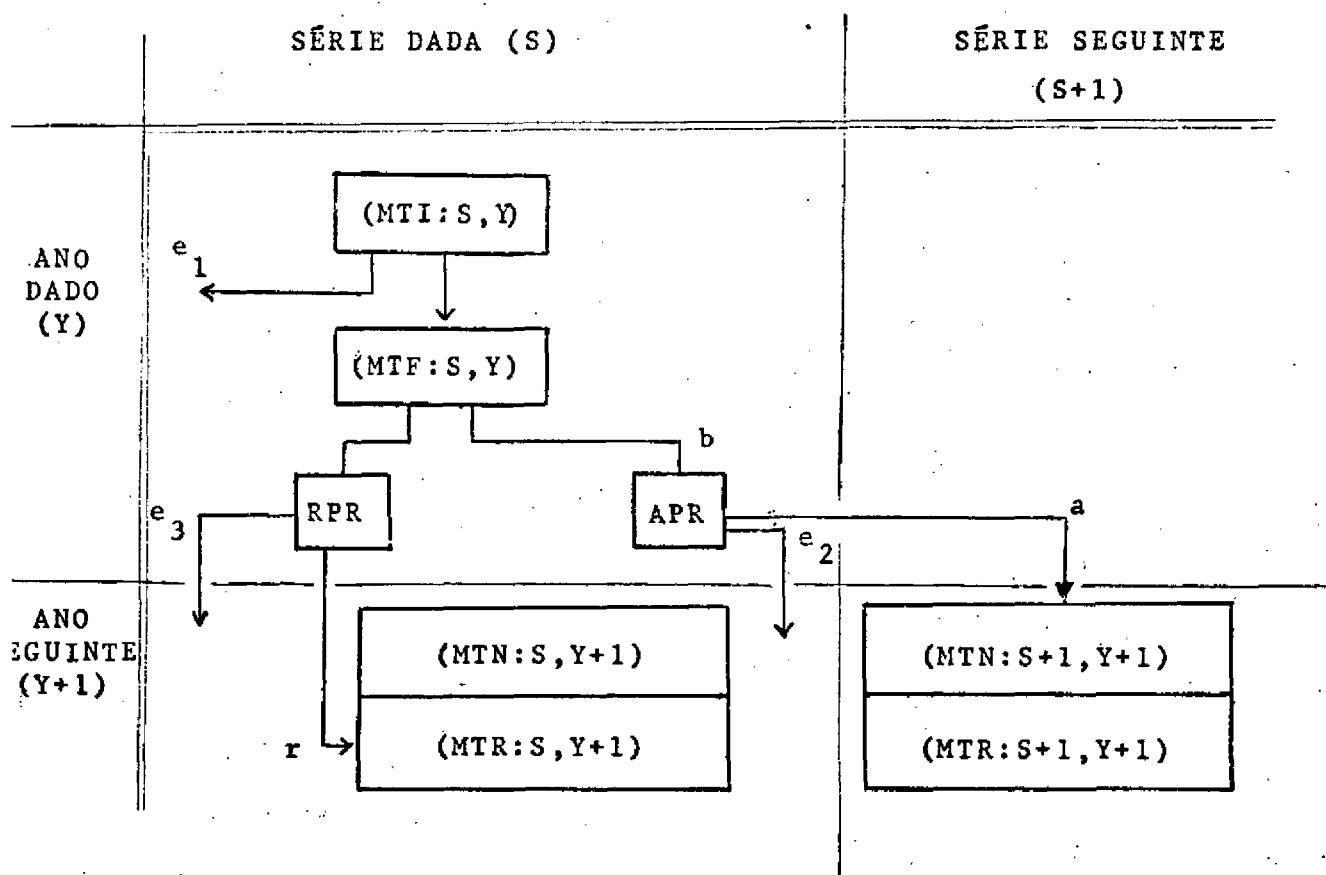 SÉRIE DADA (S)
SÉRIE SEGUINTE
(S+1)
ANO
DADO
(Y)
(MTI:S,Y)
e1
(MTF:S,Y)
b
RPR
APR
e3
e2
a
ANO
EGUINTE
(Y+1)
(MTN:S,Y+1)
(MTR:S,Y+1)
r
(MTN:S+1,Y+1)
(MTR:S+1,Y+1)